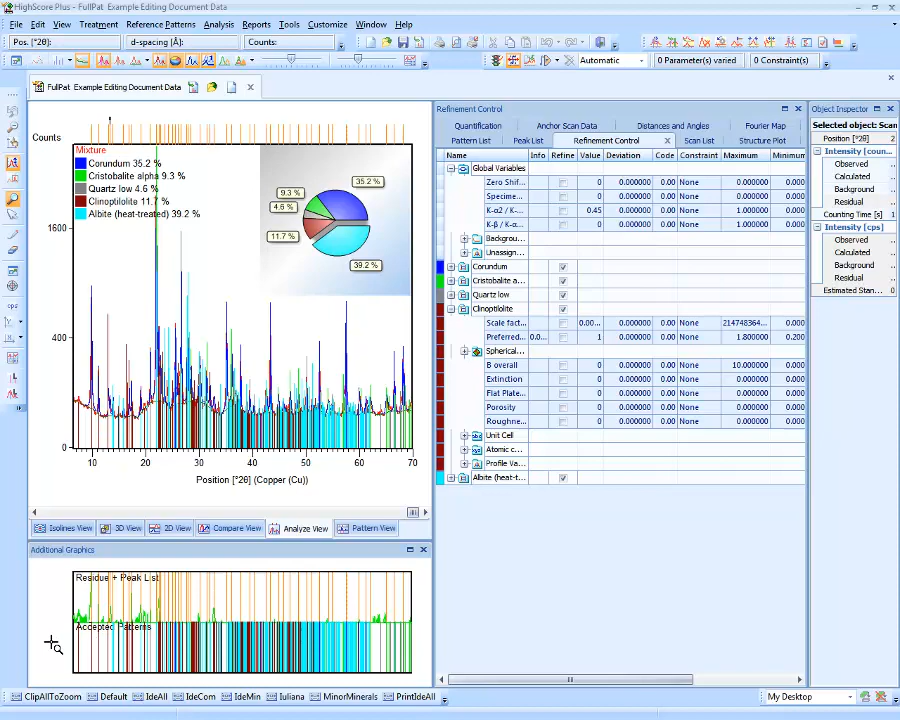 HighScore Plus - FullPat Example Editing Document Data
File Edit View Treatment Reference Patterns Analysis Reports Tools Customize Window Help
Pos. [°2θ]: d-spacing [Å]: Counts:
Automatic 0 Parameter(s) varied 0 Constraint(s)
FullPat Example Editing Document Data
Counts
Mixture
Corundum 35.2 %
Cristobalite alpha 9.3 %
Quartz low 4.6 %
Clinoptilolite 11.7 %
Albite (heat-treated) 39.2 %
35.2 %
9.3 %
4.6 %
11.7 %
39.2 %
1600
400
0
10 20 30 40 50 60 70
Position [°2θ] (Copper (Cu))
Isolines View 3D View 2D View Compare View Analyze View Pattern View
Additional Graphics
Residue + Peak List
Accepted Patterns
Refinement Control
Quantification Anchor Scan Data Distances and Angles Fourier Map
Pattern List Peak List Refinement Control Scan List Structure Plot
Name Info Refine Value Deviation Code Constraint Maximum Minimum
Global Variables
Zero Shif... 0 0.000000 0.00 None 0.000000 0.0000
Specime... 0 0.000000 0.00 None 0.000000 0.0000
K-α2 / K-... 0.45 0.000000 0.00 None 1.000000 0.0000
K-β / K-α... 0 0.000000 0.00 None 1.000000 0.0000
Backgrou...
Unassign...
Corundum
Cristobalite a...
Quartz low
Clinoptilolite
Scale fact... 0.00... 0.000000 0.00 None 214748364... 0.000
Preferred... 0.0... 1 0.000000 0.00 None 1.800000 0.200
Spherical...
B overall 0 0.000000 0.00 None 10.000000 0.0000
Extinction 0 0.000000 0.00 None 0.000000 0.0000
Flat Plate... 0 0.000000 0.00 None 0.000000 0.0000
Porosity 0 0.000000 0.00 None 0.000000 0.0000
Roughne... 0 0.000000 0.00 None 0.000000 0.0000
Unit Cell
Atomic c...
Profile Va...
Albite (heat-t...
Object Inspector
Selected object: Scan
Position [°2θ] 2
Intensity [coun...
Observed
Calculated
Background
Residual
Counting Time [s] 1
Intensity [cps]
Observed
Calculated
Background
Residual
Estimated Stan... 0
ClipAllToZoom Default IdeAll IdeCom IdeMin Iuliana MinorMinerals PrintIdeAll
My Desktop